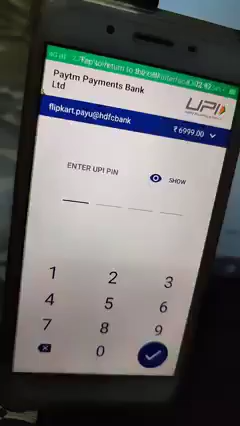 Paytm Payments Bank
Ltd
UPI
flipkart.payu@hdfcbank
₹ 6999.00
ENTER UPI PIN
SHOW
1 2 3
4 5 6
7 8 9
0